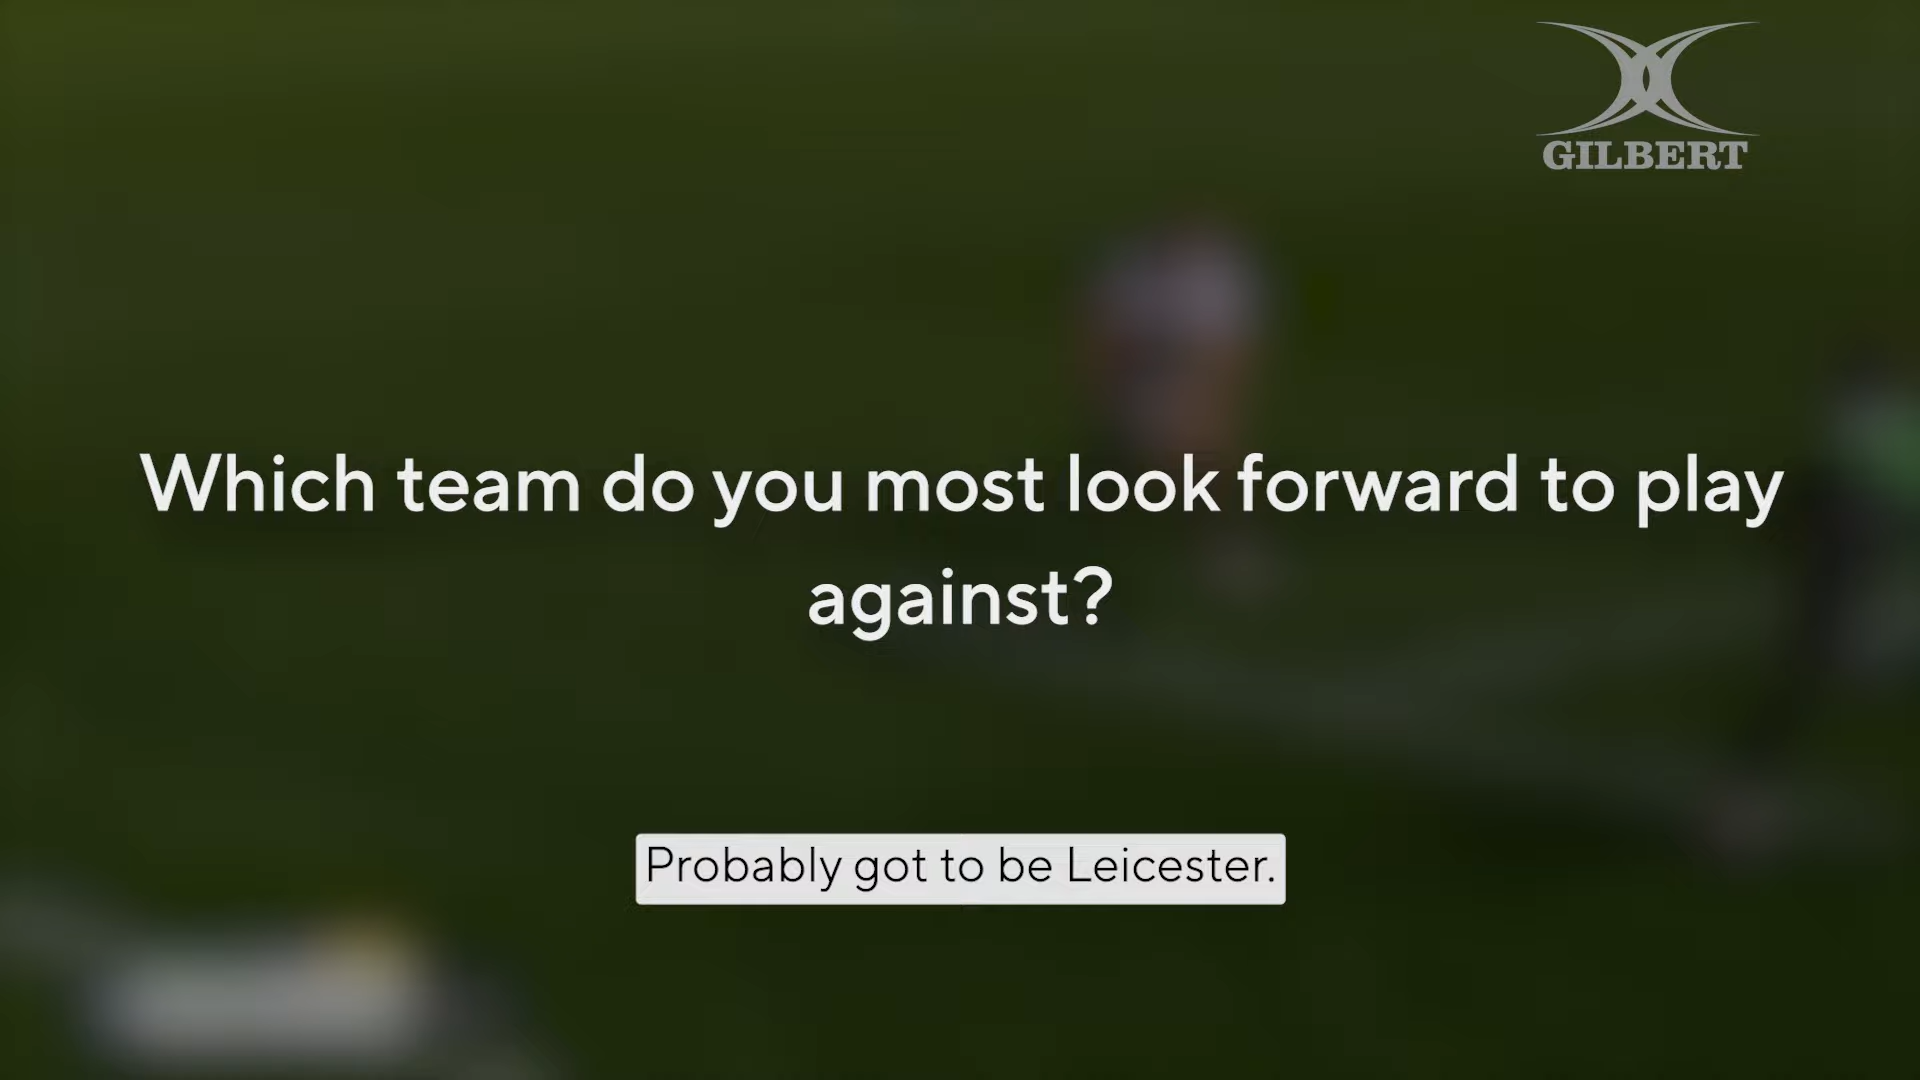 GILBERT
Which team do you most look forward to play
against?
Probably got to be Leicester.